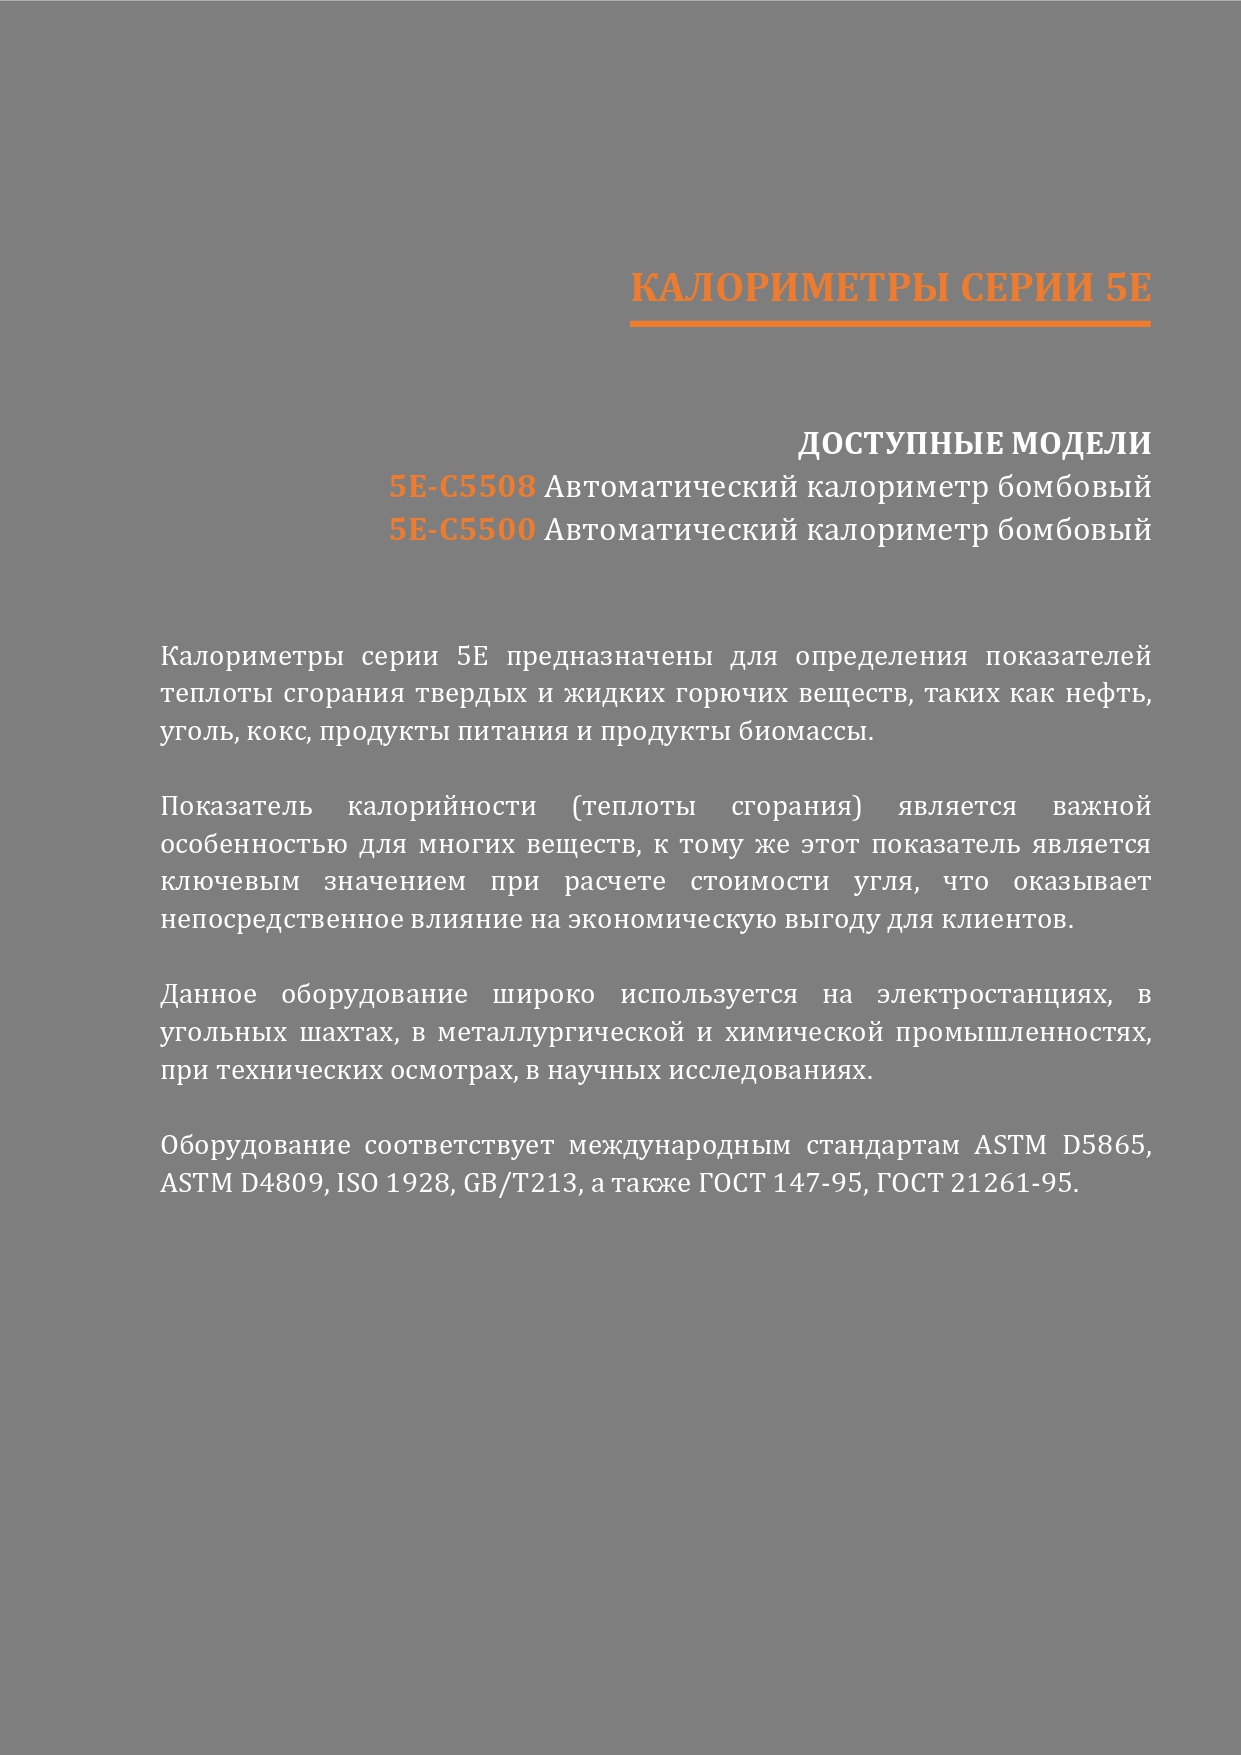 КАЛОРИМЕТРЫ СЕРИИ 5Е
ДОСТУПНЫЕ МОДЕЛИ
5E-C5508 Автоматический калориметр бомбовый
5E-C5500 Автоматический калориметр бомбовый
Калориметры серии 5Е предназначены для определения показателей
теплоты сгорания твердых и жидких горючих веществ, таких как нефть,
уголь, кокс, продукты питания и продукты биомассы.
Показатель калорийности (теплоты сгорания) является важной
особенностью для многих веществ, к тому же этот показатель является
ключевым значением при расчете стоимости угля, что оказывает
непосредственное влияние на экономическую выгоду для клиентов.
Данное оборудование широко используется на электростанциях, в
угольных шахтах, в металлургической и химической промышленностях,
при технических осмотрах, в научных исследованиях.
Оборудование соответствует международным стандартам ASTM D5865,
ASTM D4809, ISO 1928, GB/T213, а также ГОСТ 147-95, ГОСТ 21261-95.